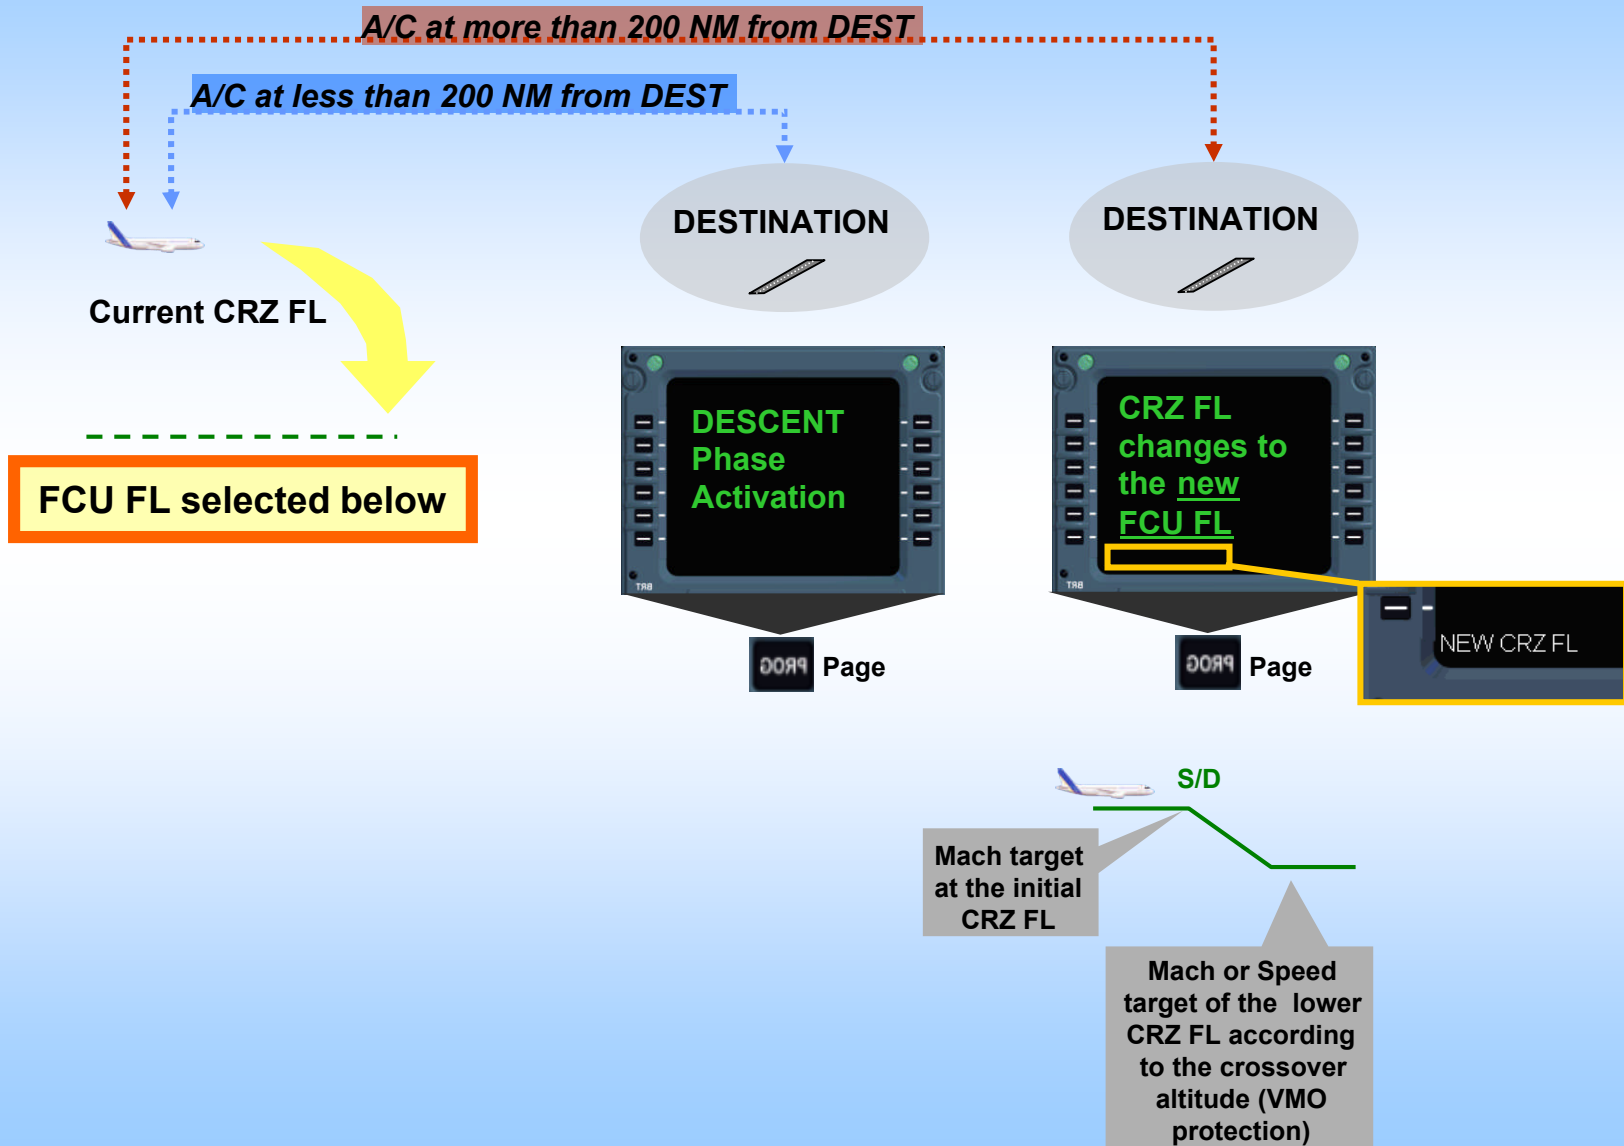 A/C at more than 200 NM from DEST
A/C at less than 200 NM from DEST
DESTINATION
DESTINATION
Current CRZ FL
FCU FL selected below
DESCENT
Phase
Activation
BRT
CRZ FL
changes to
the new
FCU FL
BRT
NEW CRZ FL
PROG Page
PROG Page
S/D
Mach target
at the initial
CRZ FL
Mach or Speed
target of the lower
CRZ FL according
to the crossover
altitude (VMO
protection)